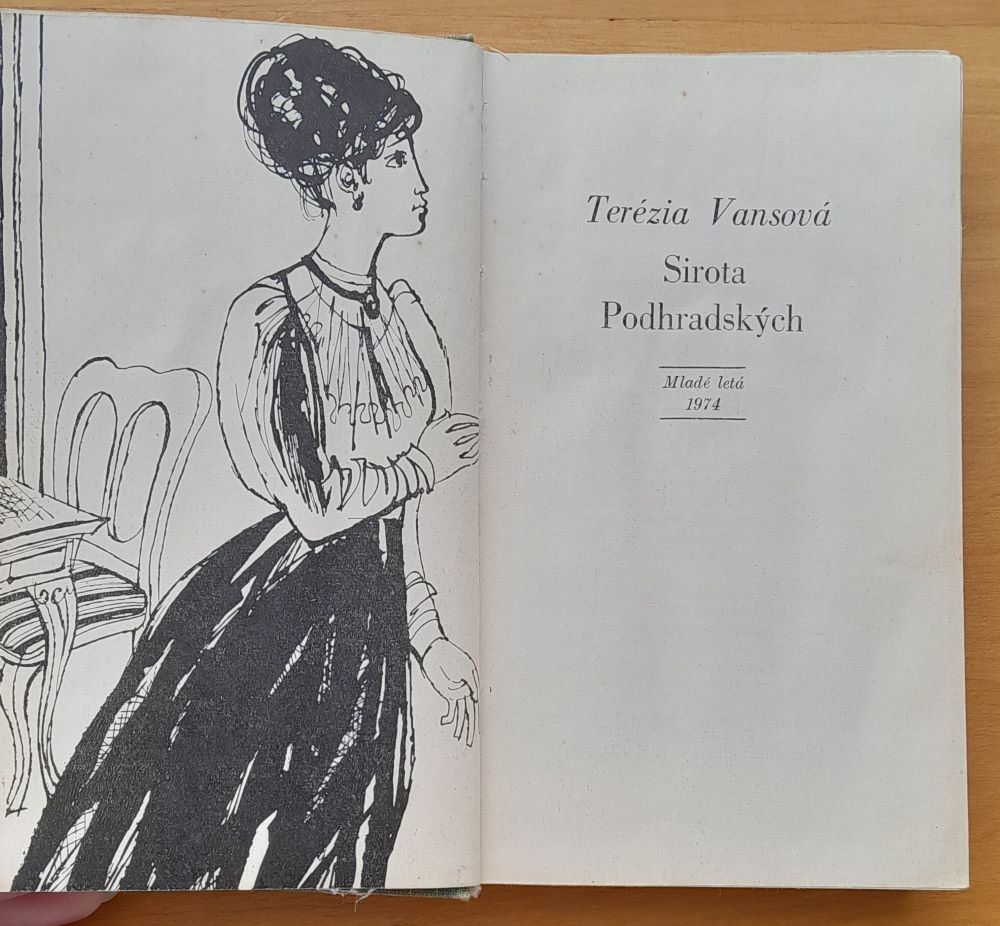 Terézia Vansová
Sirota
Podhradských
Mladé letá
1974